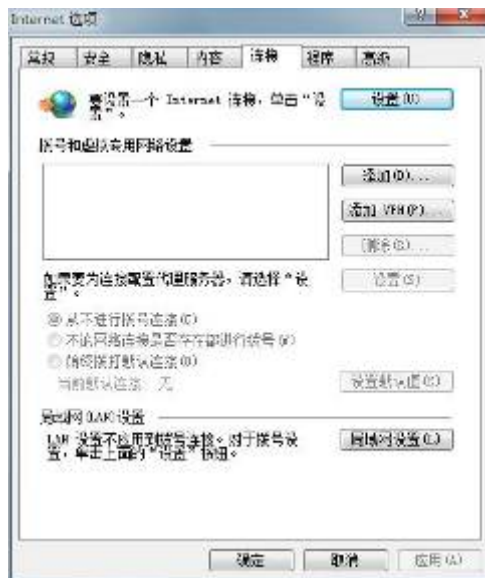 Internet 选项
常规 安全 隐私 内容 连接 程序 高级
要设置一个 Internet 连接，单击“设
置”。
设置(U)
拨号和虚拟专用网络设置
添加(D)...
添加 VPN(P)...
删除(R)...
如需要为连接配置代理服务器，请选择“设
置”。
设置(S)
从不进行拨号连接(C)
不论网络连接是否存在都进行拨号(W)
始终拨打默认连接(O)
当前默认连接: 无
设置默认值(E)
局域网(LAN)设置
LAN 设置不应用到拨号连接。对于拨号设
置，单击上面的“设置”按钮。
局域网设置(L)
确定 取消 应用(A)